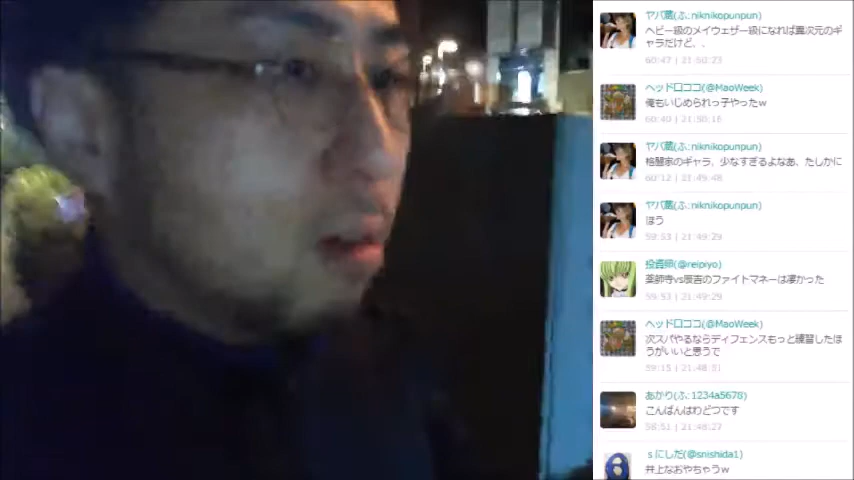 ヤバ蔵(ふ:niknikopunpun)
ヘビー級のメイウェザー級になれば異次元のギ
ャラだけど、、
60:47 | 21:50:23
ヘッドロココ(@MaoWeek)
俺もいじめられっ子やったw
60:40 | 21:50:16
ヤバ蔵(ふ:niknikopunpun)
格闘家のギャラ、少なすぎるよなあ、たしかに
60:12 | 21:49:48
ヤバ蔵(ふ:niknikopunpun)
ほう
59:53 | 21:49:29
投資卵(@reipiyo)
薬師寺vs辰吉のファイトマネーは凄かった
59:53 | 21:49:29
ヘッドロココ(@MaoWeek)
次スパやるならディフェンスもっと練習したほ
うがいいと思うで
59:15 | 21:48:51
あかり(ふ:1234a5678)
こんばんはわどつです
58:51 | 21:48:27
sにしだ(@snishida1)
井上なおやちゃうw